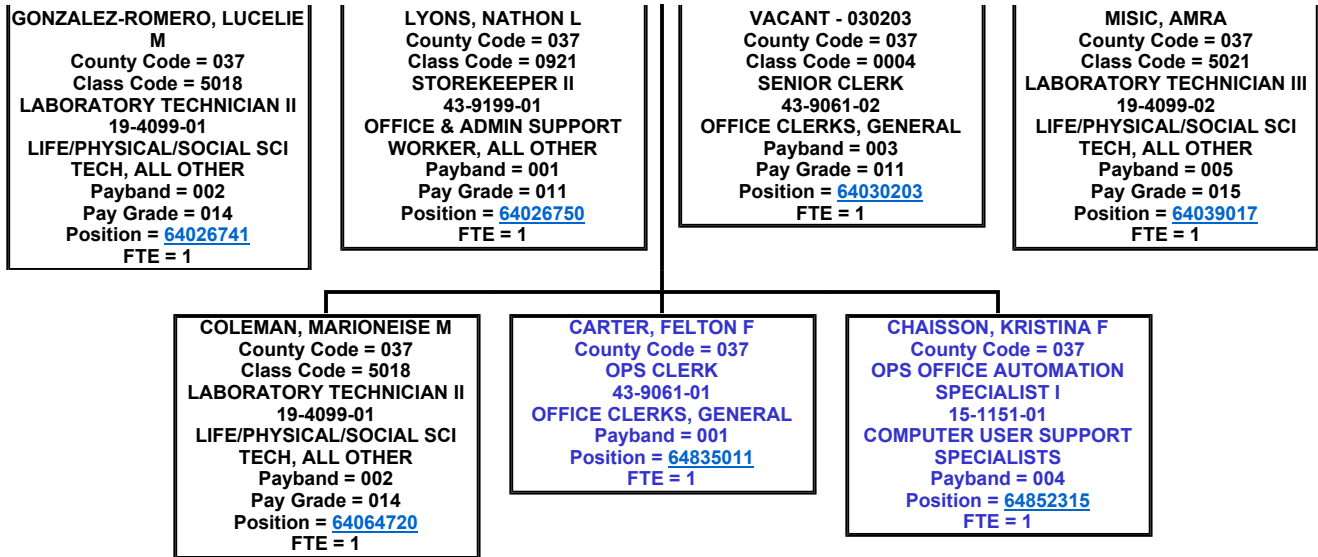 GONZALEZ-ROMERO, LUCELIE
M
County Code = 037
Class Code = 5018
LABORATORY TECHNICIAN II
19-4099-01
LIFE/PHYSICAL/SOCIAL SCI
TECH, ALL OTHER
Payband = 002
Pay Grade = 014
Position = 64026741
FTE = 1
LYONS, NATHON L
County Code = 037
Class Code = 0921
STOREKEEPER II
43-9199-01
OFFICE & ADMIN SUPPORT
WORKER, ALL OTHER
Payband = 001
Pay Grade = 011
Position = 64026750
FTE = 1
VACANT - 030203
County Code = 037
Class Code = 0004
SENIOR CLERK
43-9061-02
OFFICE CLERKS, GENERAL
Payband = 003
Pay Grade = 011
Position = 64030203
FTE = 1
MISIC, AMRA
County Code = 037
Class Code = 5021
LABORATORY TECHNICIAN III
19-4099-02
LIFE/PHYSICAL/SOCIAL SCI
TECH, ALL OTHER
Payband = 005
Pay Grade = 015
Position = 64039017
FTE = 1
COLEMAN, MARIONEISE M
County Code = 037
Class Code = 5018
LABORATORY TECHNICIAN II
19-4099-01
LIFE/PHYSICAL/SOCIAL SCI
TECH, ALL OTHER
Payband = 002
Pay Grade = 014
Position = 64064720
FTE = 1
CARTER, FELTON F
County Code = 037
OPS CLERK
43-9061-01
OFFICE CLERKS, GENERAL
Payband = 001
Position = 64835011
FTE = 1
CHAISSON, KRISTINA F
County Code = 037
OPS OFFICE AUTOMATION
SPECIALIST I
15-1151-01
COMPUTER USER SUPPORT
SPECIALISTS
Payband = 004
Position = 64852315
FTE = 1